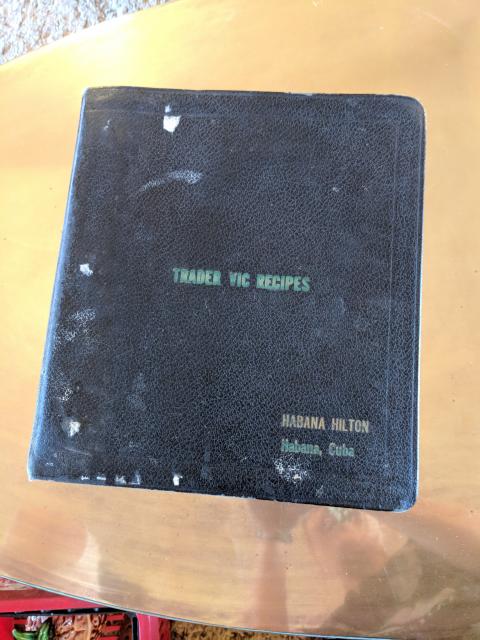 TRADER VIC RECIPES
HABANA HILTON
Habana, Cuba